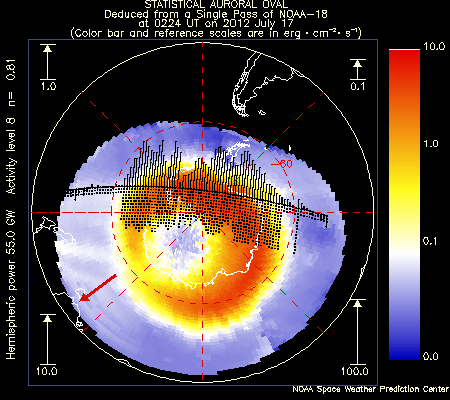 STATISTICAL AURORAL OVAL
Deduced from a Single Pass of NOAA-18
at 0224 UT on 2012 July 17
(Color bar and reference scales are in erg · cm⁻² · s⁻¹)
1.0
0.1
10.0
1.0
0.1
0.0
-60
Hemispheric power 55.0 GW Activity level 8 n= 0.81
10.0
100.0
NOAA Space Weather Prediction Center